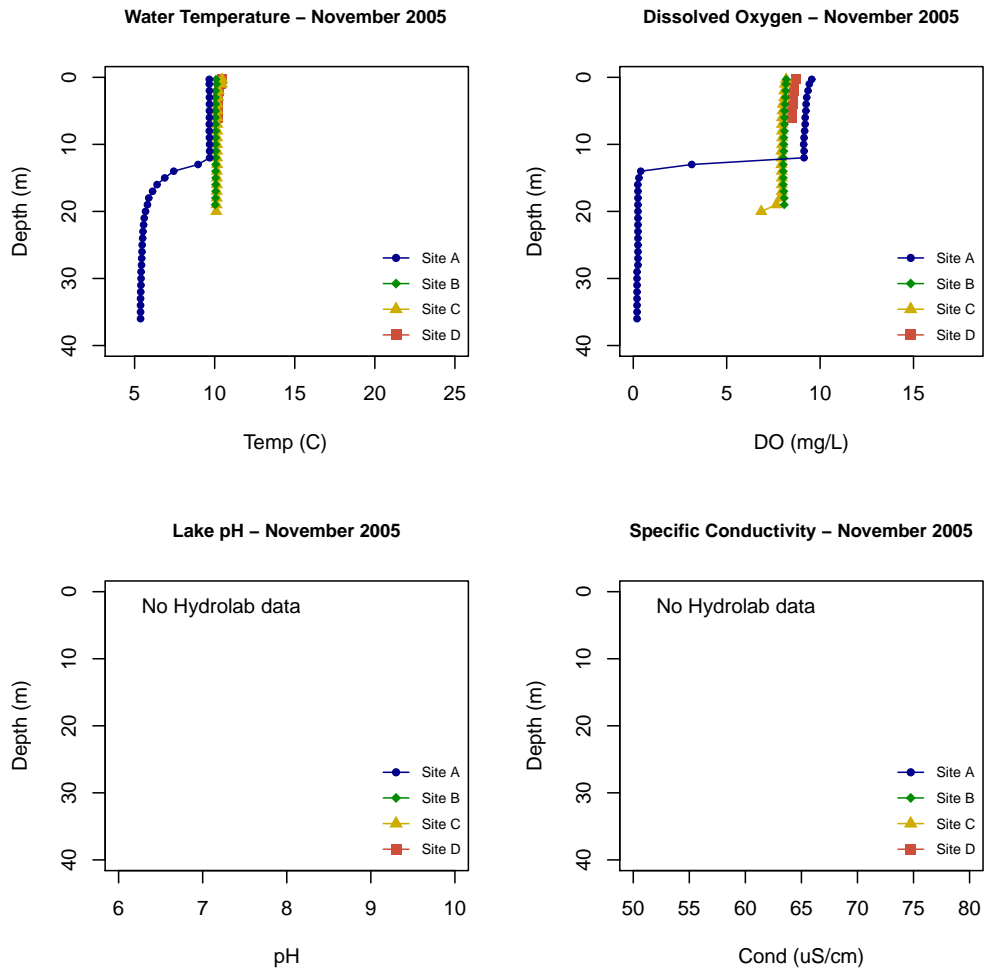 Water Temperature – November 2005
0
10
20
30
40
Depth (m)
5
10
15
20
25
Temp (C)
Site A
Site B
Site C
Site D
Dissolved Oxygen – November 2005
0
10
20
30
40
Depth (m)
0
5
10
15
DO (mg/L)
Site A
Site B
Site C
Site D
Lake pH – November 2005
No Hydrolab data
0
10
20
30
40
Depth (m)
6
7
8
9
10
pH
Site A
Site B
Site C
Site D
Specific Conductivity – November 2005
No Hydrolab data
0
10
20
30
40
Depth (m)
50
55
60
65
70
75
80
Cond (uS/cm)
Site A
Site B
Site C
Site D